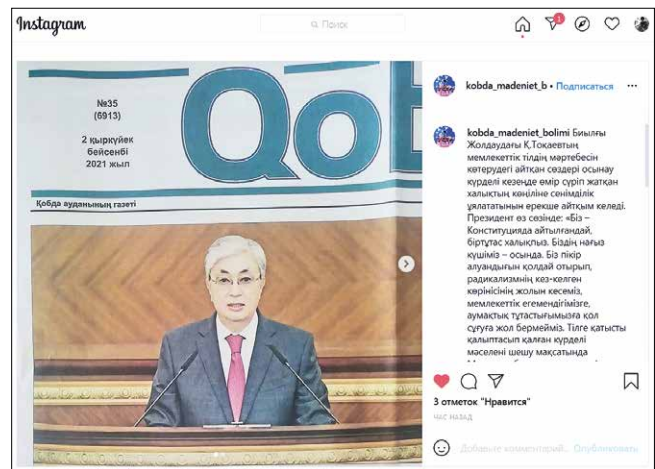 Instagram
Поиск
1
№35
(6913)
2 қыркүйек
бейсенбі
2021 жыл
Qo
Қобда ауданының газеті
kobda_madeniet_b • Подписаться
kobda_madeniet_bolimi Биылғы
Жолдаудағы Қ.Тоқаевтың
мемлекеттік тілдің мәртебесін
көтерудегі айтқан сөздері осынау
күрделі кезеңде өмір сүріп жатқан
халықтың көңіліне сенімділік
ұялататынын ерекше айтқым келеді.
Президент өз сөзінде: «Біз –
Конституцияда айтылғандай,
біртұтас халықпыз. Біздің нағыз
күшіміз – осында. Біз пікір
алуандығын қолдай отырып,
радикализмнің кез-келген
көрінісінің жолын кесеміз,
мемлекеттік егемендігімізге,
аумақтық тұтастығымызға қол
сұғуға жол бермейміз. Тілге қатысты
қалыптасып қалған күрделі
мәселені шешу мақсатында
3 отметок "Нравится"
ЧАС НАЗАД
Добавьте комментарий... Опубликовать